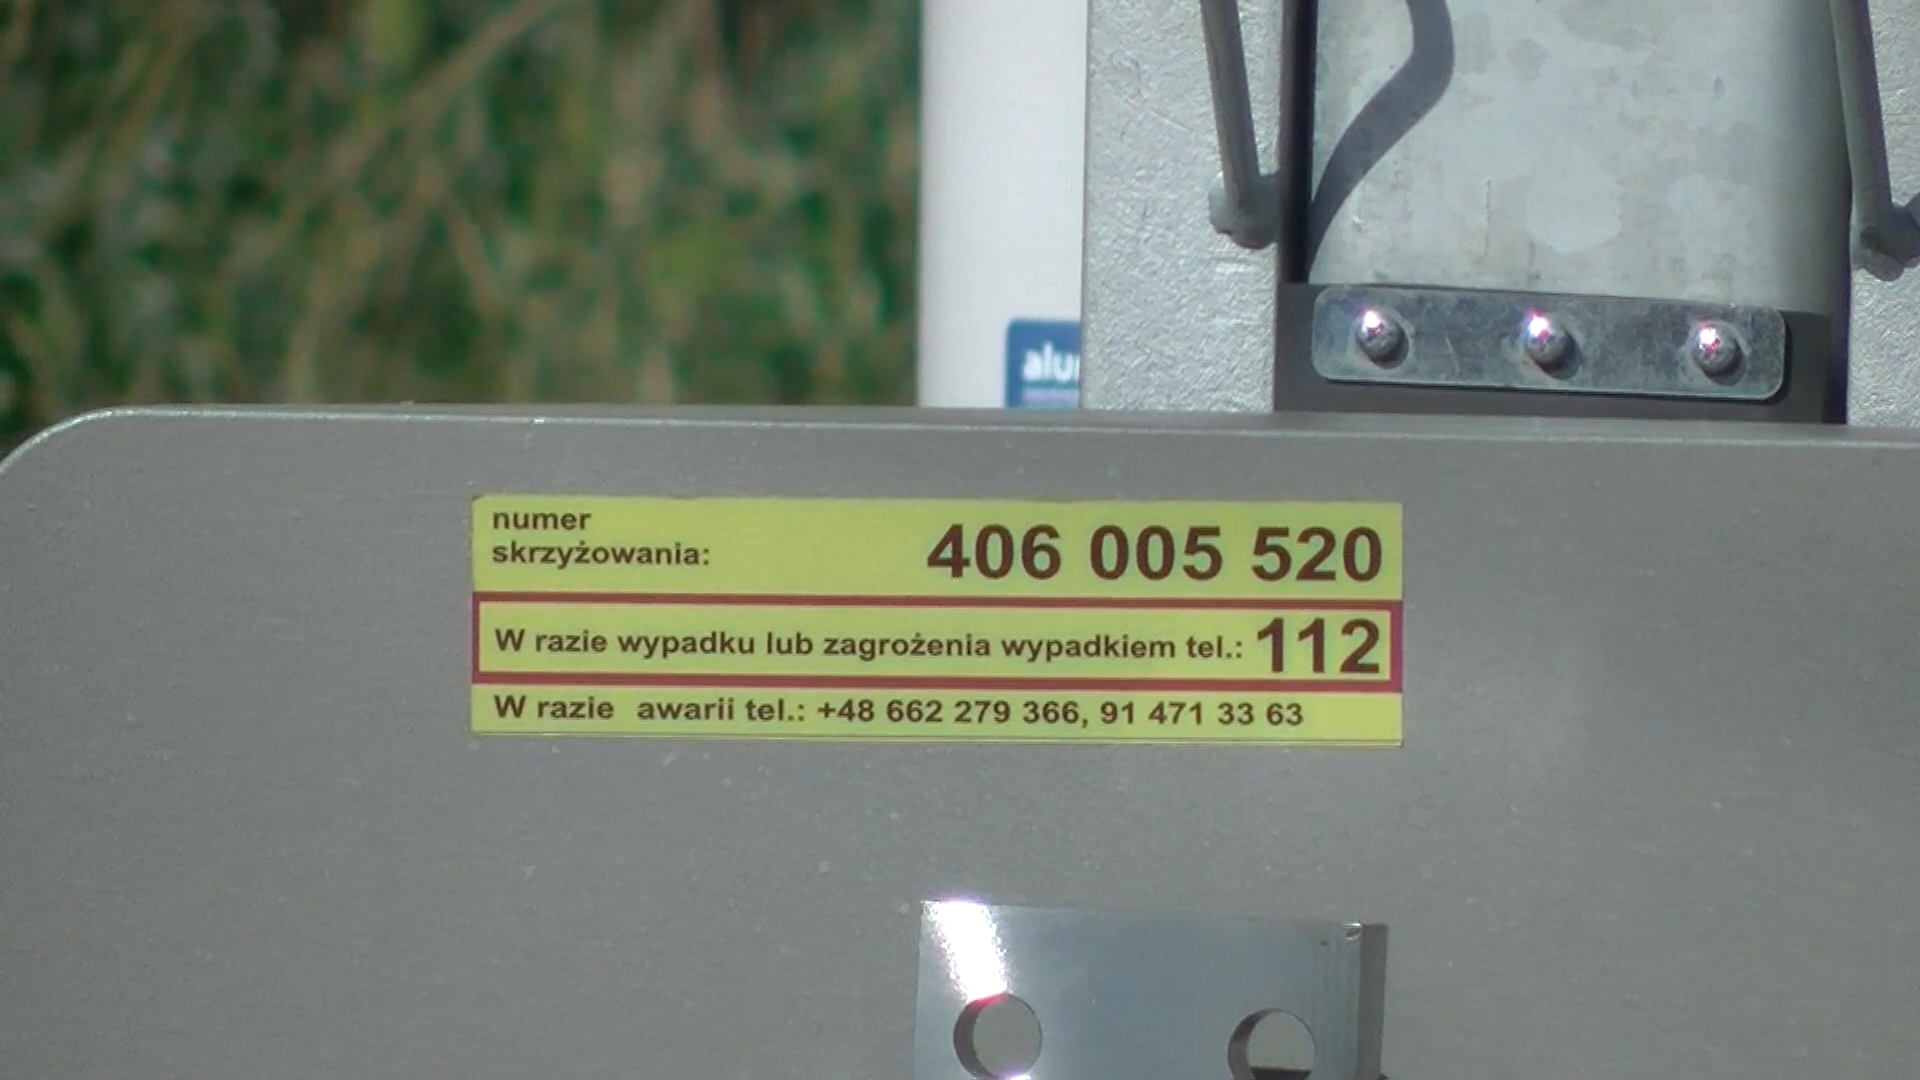 alu
numer
skrzyżowania: 406 005 520
W razie wypadku lub zagrożenia wypadkiem tel.: 112
W razie awarii tel.: +48 662 279 366, 91 471 33 63